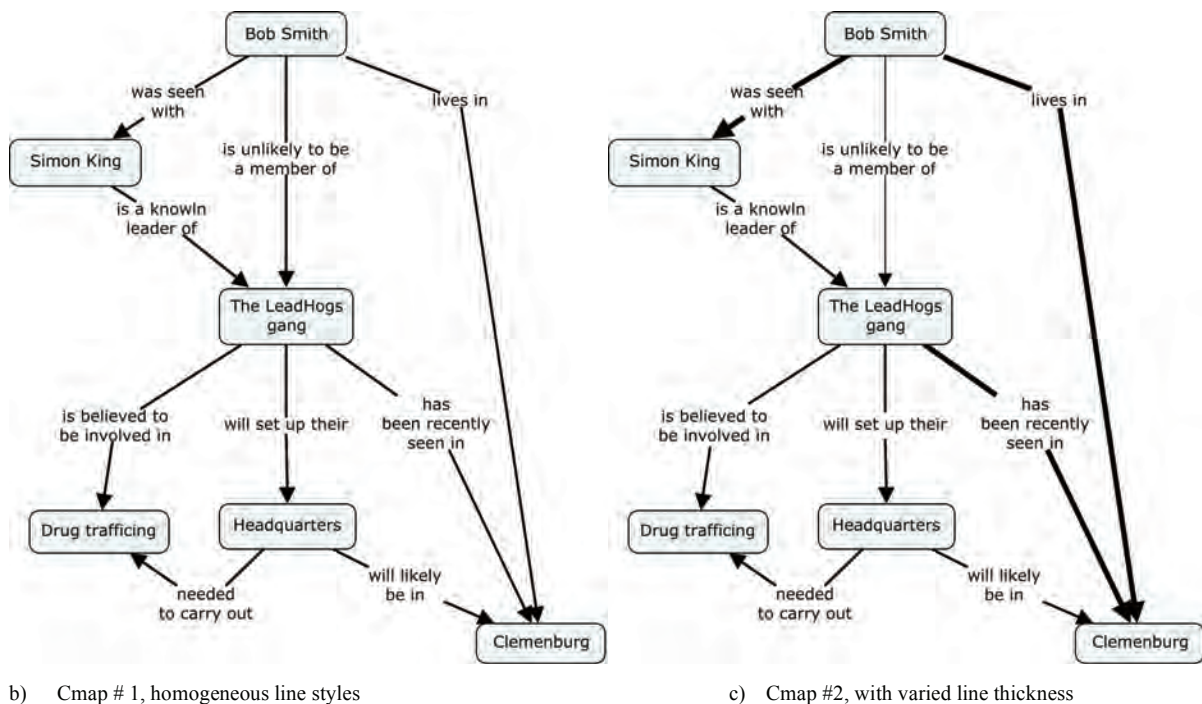 Bob Smith
was seen
with
lives in
Simon King
is unlikely to be
a member of
is a knowln
leader of
The LeadHogs
gang
is believed to
be involved in
will set up their
has
been recently
seen in
Drug trafficing
Headquarters
needed
to carry out
will likely
be in
Clemenburg
b) Cmap # 1, homogeneous line styles
Bob Smith
was seen
with
lives in
Simon King
is unlikely to be
a member of
is a knowln
leader of
The LeadHogs
gang
is believed to
be involved in
will set up their
has
been recently
seen in
Drug trafficing
Headquarters
needed
to carry out
will likely
be in
Clemenburg
c) Cmap #2, with varied line thickness